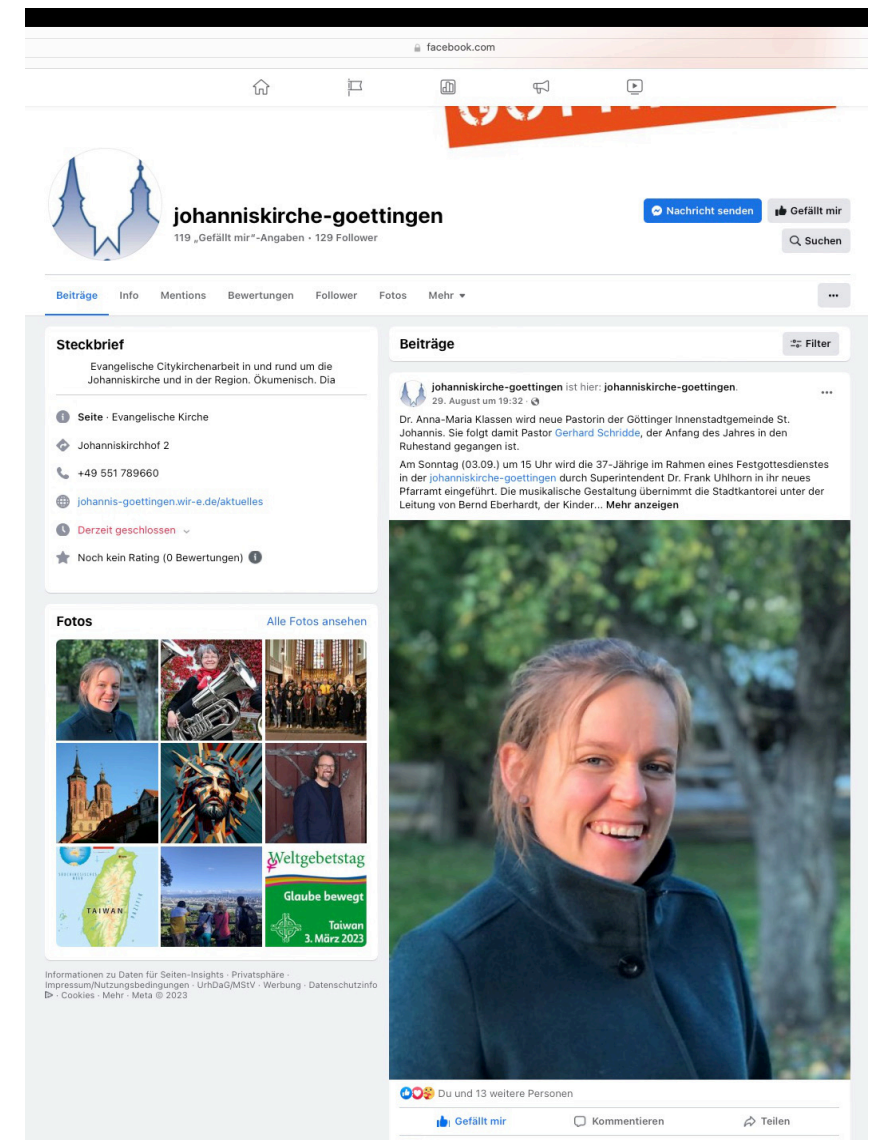 facebook.com
johanniskirche-goettingen
119 „Gefällt mir"-Angaben · 129 Follower
Nachricht senden
Gefällt mir
Suchen
Beiträge
Info
Mentions
Bewertungen
Follower
Fotos
Mehr
Steckbrief
Evangelische Citykirchenarbeit in und rund um die
Johanniskirche und in der Region. Ökumenisch. Dia
Seite · Evangelische Kirche
Johanniskirchhof 2
+49 551 789660
johannis-goettingen.wir-e.de/aktuelles
Derzeit geschlossen
Noch kein Rating (0 Bewertungen)
Fotos
Alle Fotos ansehen
TAIWAN
Weltgebetstag
Glaube bewegt
Taiwan
3. März 2023
Informationen zu Daten für Seiten-Insights · Privatsphäre ·
Impressum/Nutzungsbedingungen · UrhDaG/MStV · Werbung · Datenschutzinfo
· Cookies · Mehr · Meta © 2023
Beiträge
Filter
johanniskirche-goettingen ist hier: johanniskirche-goettingen.
29. August um 19:32 ·
Dr. Anna-Maria Klassen wird neue Pastorin der Göttinger Innenstadtgemeinde St.
Johannis. Sie folgt damit Pastor Gerhard Schridde, der Anfang des Jahres in den
Ruhestand gegangen ist.
Am Sonntag (03.09.) um 15 Uhr wird die 37-Jährige im Rahmen eines Festgottesdienstes
in der johanniskirche-goettingen durch Superintendent Dr. Frank Uhlhorn in ihr neues
Pfarramt eingeführt. Die musikalische Gestaltung übernimmt die Stadtkantorei unter der
Leitung von Bernd Eberhardt, der Kinder... Mehr anzeigen
Du und 13 weitere Personen
Gefällt mir
Kommentieren
Teilen